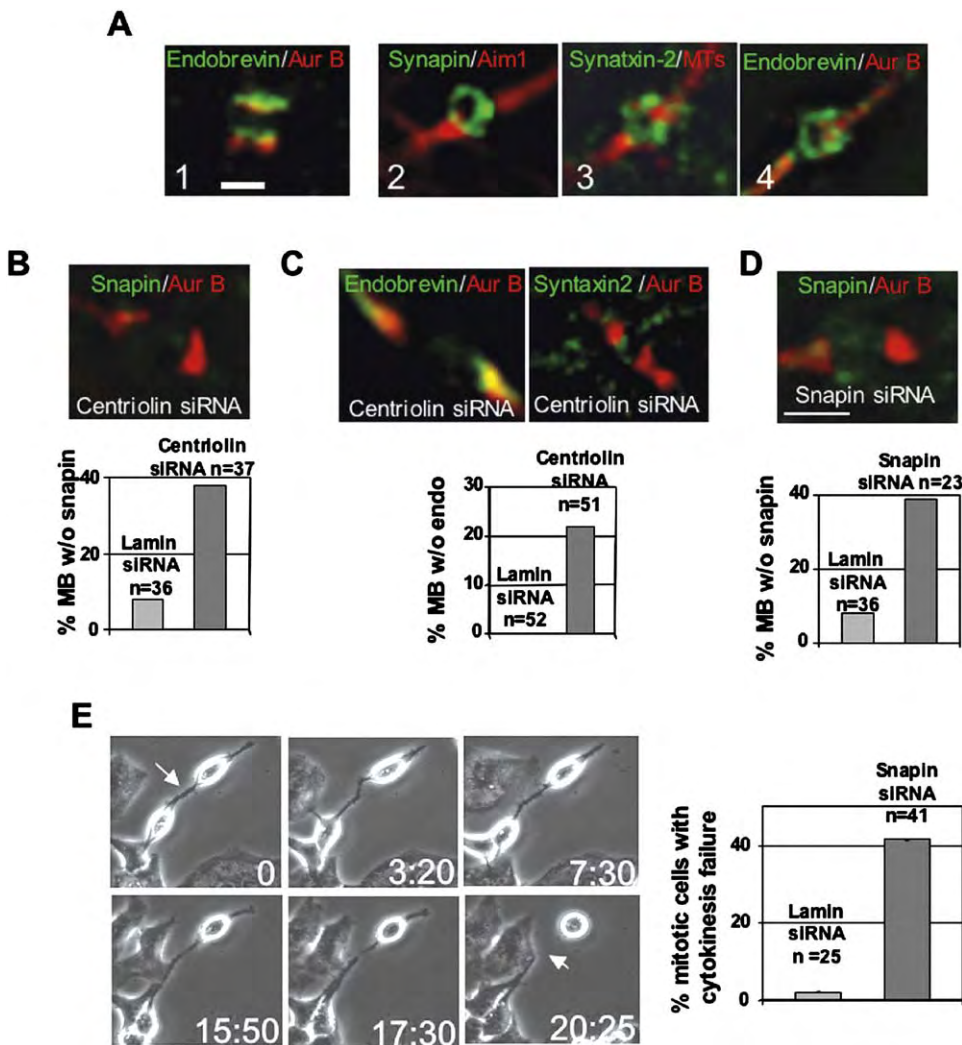 A
Endobrevin/Aur B
1
Synapin/Aim1
2
Synatxin-2/MTs
3
Endobrevin/Aur B
4
B
Snapin/Aur B
Centriolin siRNA
% MB w/o snapin
40
20
0
Lamin
siRNA
n=36
Centriolin
siRNA n=37
C
Endobrevin/Aur B
Centriolin siRNA
Syntaxin2 /Aur B
Centriolin siRNA
% MB w/o endo
30
20
10
0
Lamin
siRNA
n=52
Centriolin
siRNA
n=51
D
Snapin/Aur B
Snapin siRNA
% MB w/o snapin
40
20
0
Lamin
siRNA
n=36
Snapin
siRNA n=23
E
0
3:20
7:30
15:50
17:30
20:25
% mitotic cells with
cytokinesis failure
40
20
0
Lamin
siRNA
n =25
Snapin
siRNA
n=41